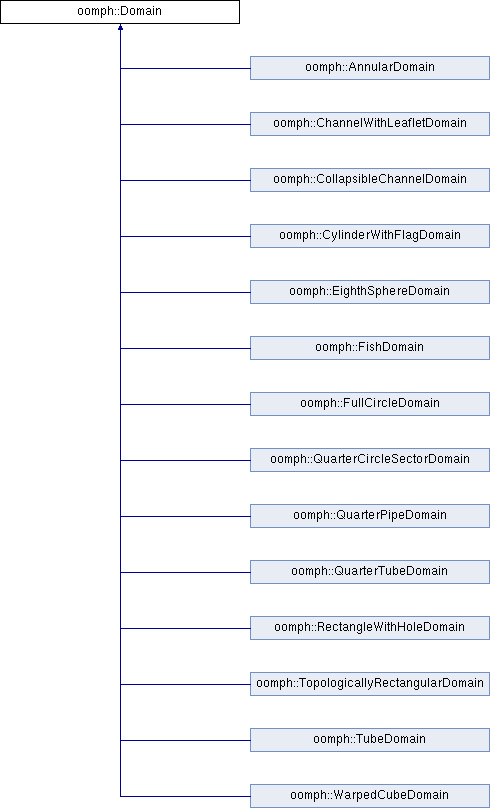 oomph::Domain
oomph::AnnularDomain
oomph::ChannelWithLeafletDomain
oomph::CollapsibleChannelDomain
oomph::CylinderWithFlagDomain
oomph::EighthSphereDomain
oomph::FishDomain
oomph::FullCircleDomain
oomph::QuarterCircleSectorDomain
oomph::QuarterPipeDomain
oomph::QuarterTubeDomain
oomph::RectangleWithHoleDomain
oomph::TopologicallyRectangularDomain
oomph::TubeDomain
oomph::WarpedCubeDomain